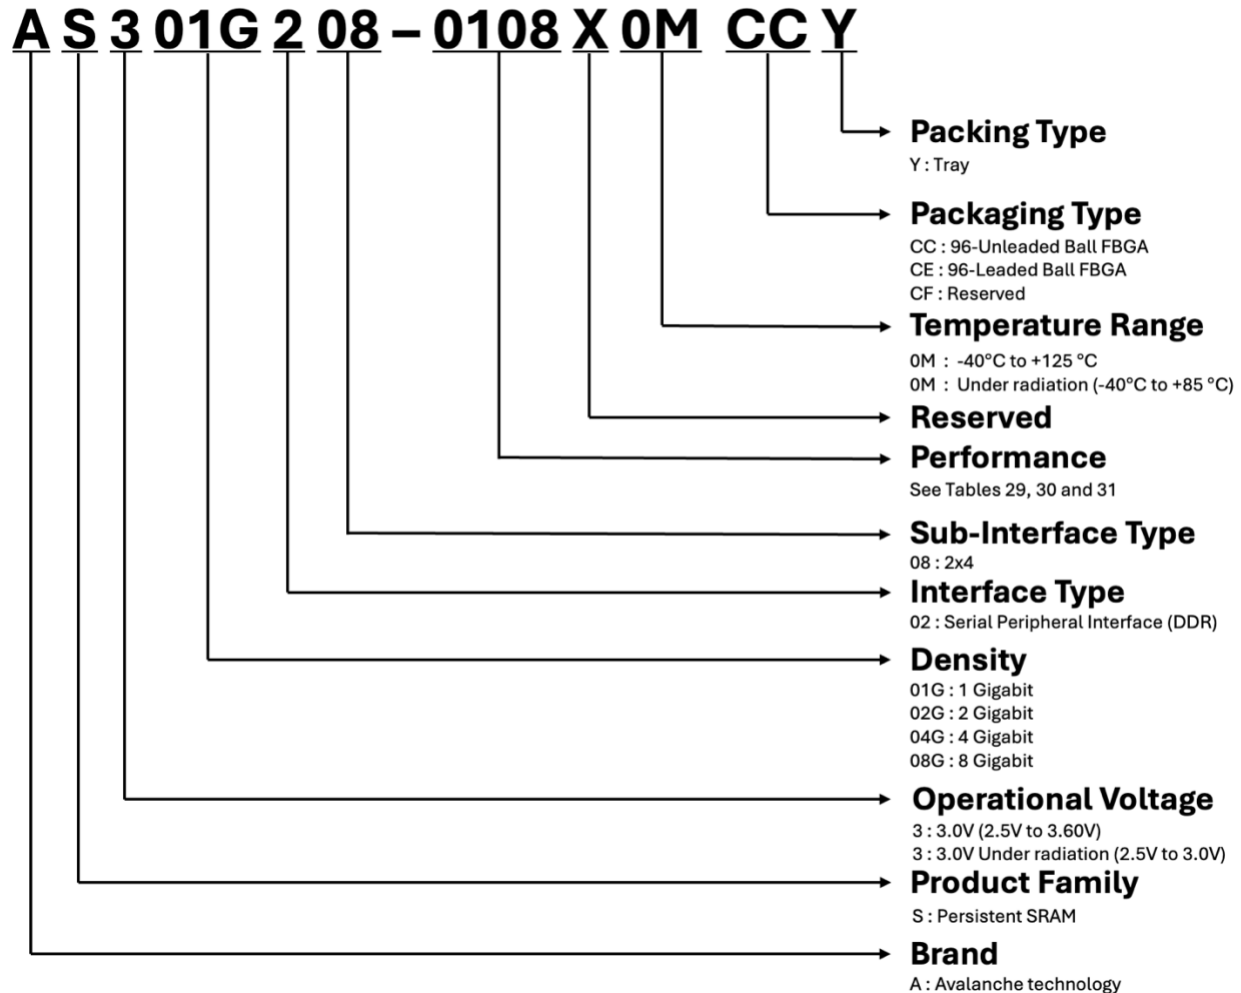 A S 3 01G 2 08 – 0108 X 0M CC Y
Packing Type
Y : Tray
Packaging Type
CC : 96-Unleaded Ball FBGA
CE : 96-Leaded Ball FBGA
CF : Reserved
Temperature Range
0M : -40°C to +125 °C
0M : Under radiation (-40°C to +85 °C)
Reserved
Performance
See Tables 29, 30 and 31
Sub-Interface Type
08 : 2x4
Interface Type
02 : Serial Peripheral Interface (DDR)
Density
01G : 1 Gigabit
02G : 2 Gigabit
04G : 4 Gigabit
08G : 8 Gigabit
Operational Voltage
3 : 3.0V (2.5V to 3.60V)
3 : 3.0V Under radiation (2.5V to 3.0V)
Product Family
S : Persistent SRAM
Brand
A : Avalanche technology